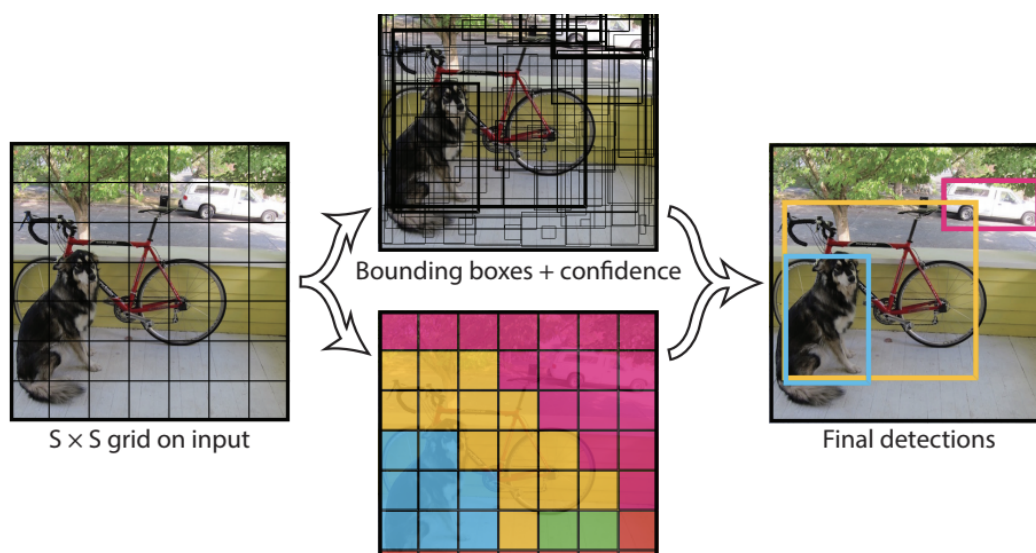 S × S grid on input
Bounding boxes + confidence
Final detections